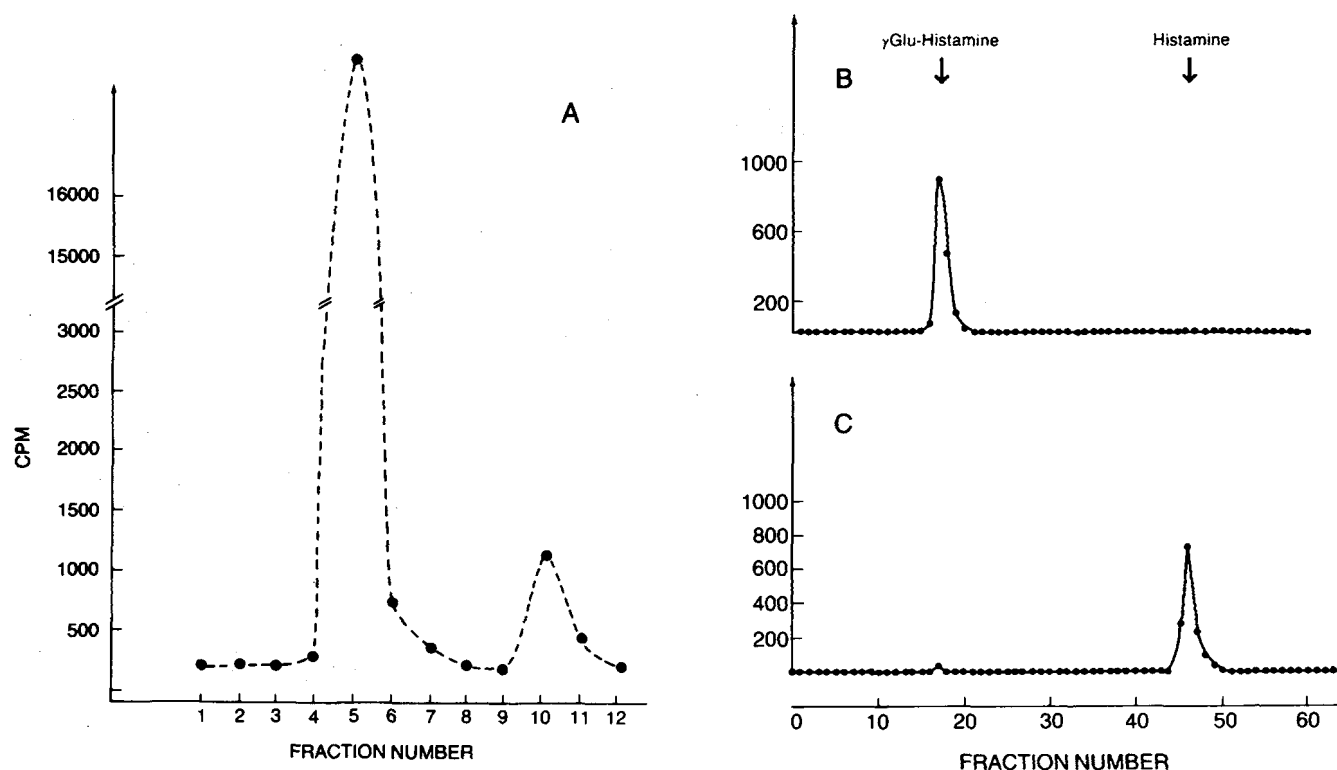 A
16000
15000
3000
2500
2000
1500
1000
500
CPM
1 2 3 4 5 6 7 8 9 10 11 12
FRACTION NUMBER
γGlu-Histamine Histamine
B
1000
600
200
C
1000
800
600
400
200
0 10 20 30 40 50 60
FRACTION NUMBER